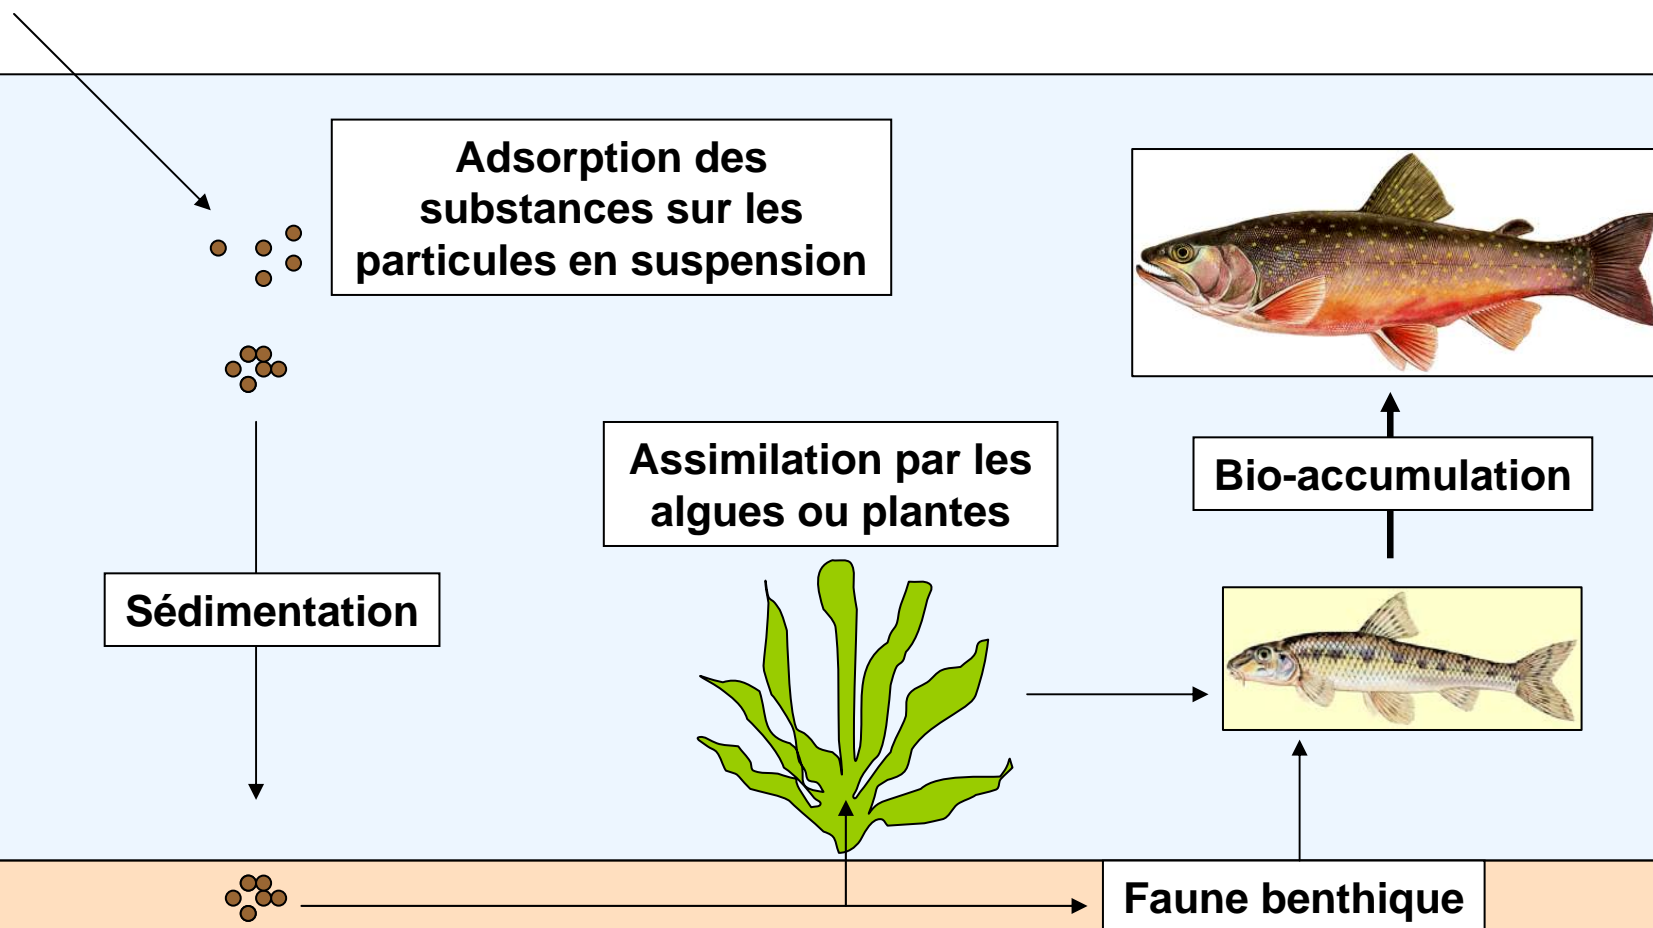 Adsorption des
substances sur les
particules en suspension
Assimilation par les
algues ou plantes
Bio-accumulation
Sédimentation
Faune benthique